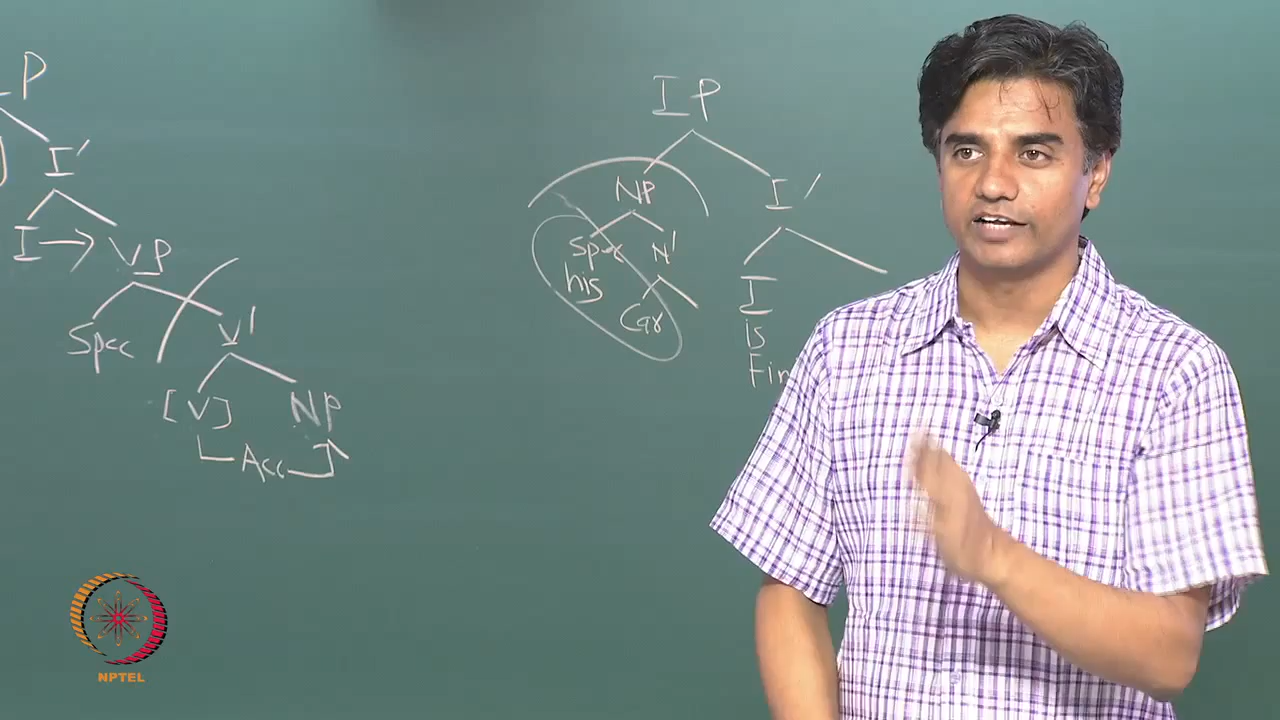 P
I'
I → VP
Spec
V'
[V] NP
Acc
IP
NP
I'
Spec N'
his
Car
I
is
Fin
NPTEL